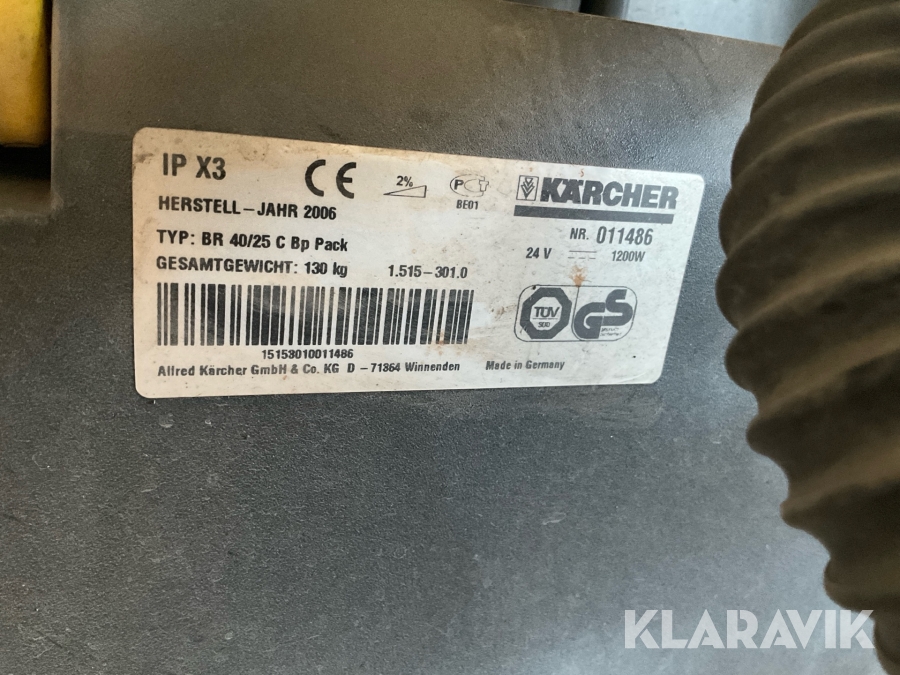 IP X3
CE
2%
BE01
KÄRCHER
HERSTELL-JAHR 2006
NR. 011486
TYP: BR 40/25 C Bp Pack
24 V 1200W
GESAMTGEWICHT: 130 kg 1.515-301.0
TÜV
SÜD
GS
15153010011486
Alfred Kärcher GmbH & Co. KG D - 71364 Winnenden Made in Germany
KLARAVIK